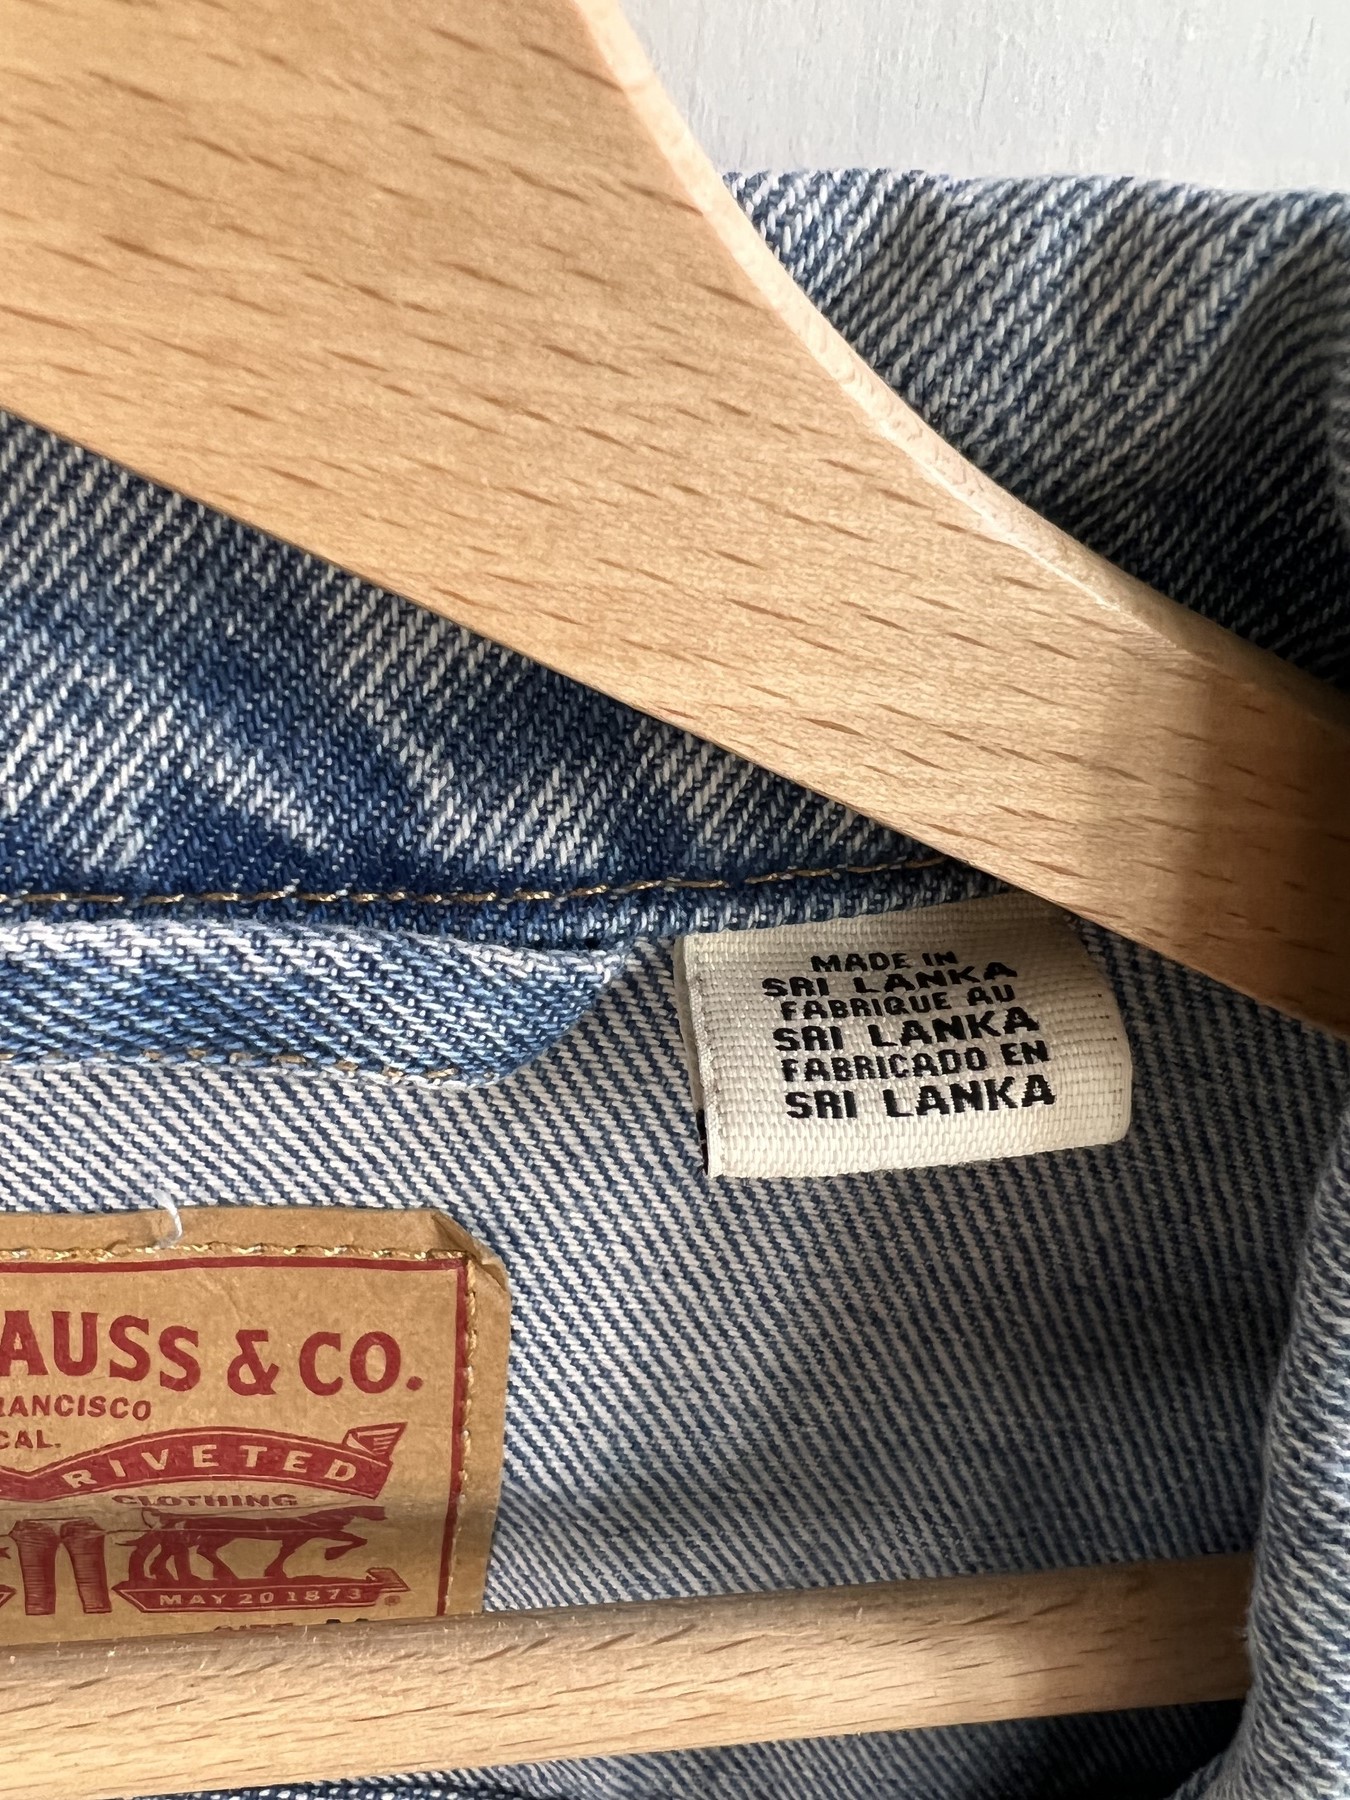 MADE IN
SRI LANKA
FABRIQUE AU
SRI LANKA
FABRICADO EN
SRI LANKA
AUSS & CO.
RANCISCO
CAL.
RIVETED
CLOTHING
MAY 20 1873
®